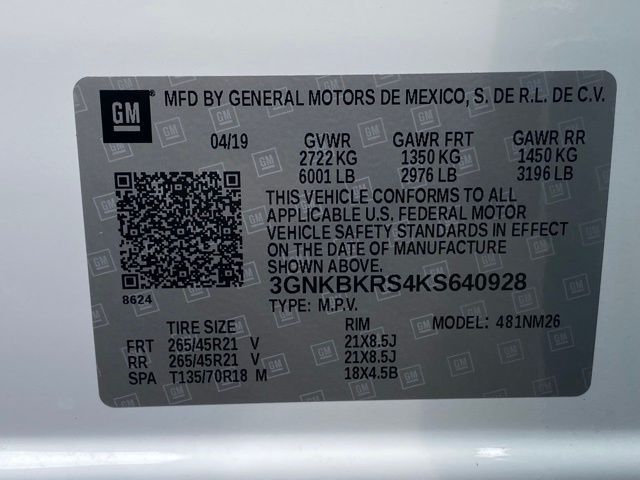 GM® MFD BY GENERAL MOTORS DE MEXICO, S. DE R.L. DE C.V.
04/19 GVWR GAWR FRT GAWR RR
2722 KG 1350 KG 1450 KG
6001 LB 2976 LB 3196 LB
THIS VEHICLE CONFORMS TO ALL
APPLICABLE U.S. FEDERAL MOTOR
VEHICLE SAFETY STANDARDS IN EFFECT
ON THE DATE OF MANUFACTURE
SHOWN ABOVE.
8624
3GNKBKRS4KS640928
TYPE: M.P.V.
TIRE SIZE RIM MODEL: 481NM26
FRT 265/45R21 V 21X8.5J
RR 265/45R21 V 21X8.5J
SPA T135/70R18 M 18X4.5B